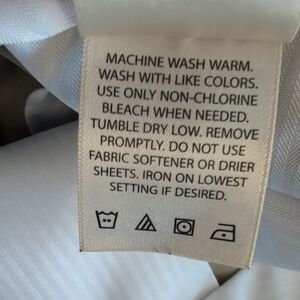 MACHINE WASH WARM.
WASH WITH LIKE COLORS.
USE ONLY NON-CHLORINE
BLEACH WHEN NEEDED.
TUMBLE DRY LOW. REMOVE
PROMPTLY. DO NOT USE
FABRIC SOFTENER OR DRIER
SHEETS. IRON ON LOWEST
SETTING IF DESIRED.